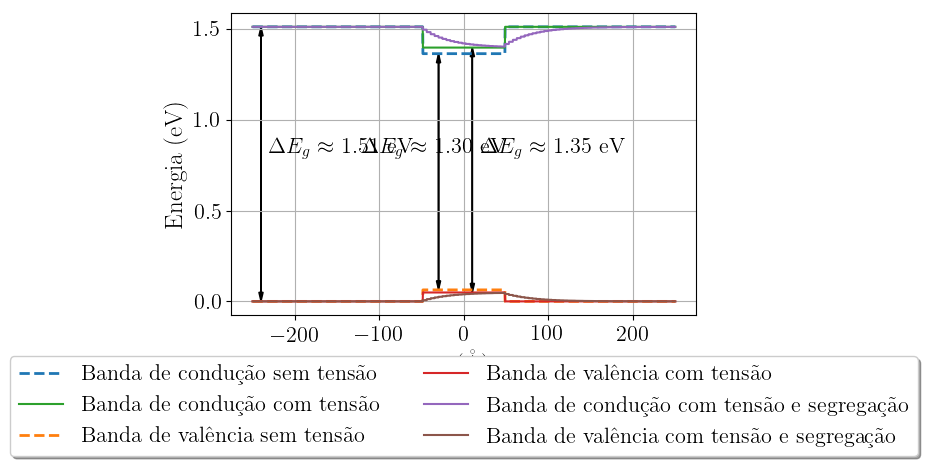 1.5
1.0
0.5
0.0
Energia (eV)
ΔE_g ≈ 1.51 eV
ΔE_g ≈ 1.30 eV
ΔE_g ≈ 1.35 eV
−200 −100 0 100 200
Banda de condução sem tensão
Banda de condução com tensão
Banda de valência sem tensão
Banda de valência com tensão
Banda de condução com tensão e segregação
Banda de valência com tensão e segregação